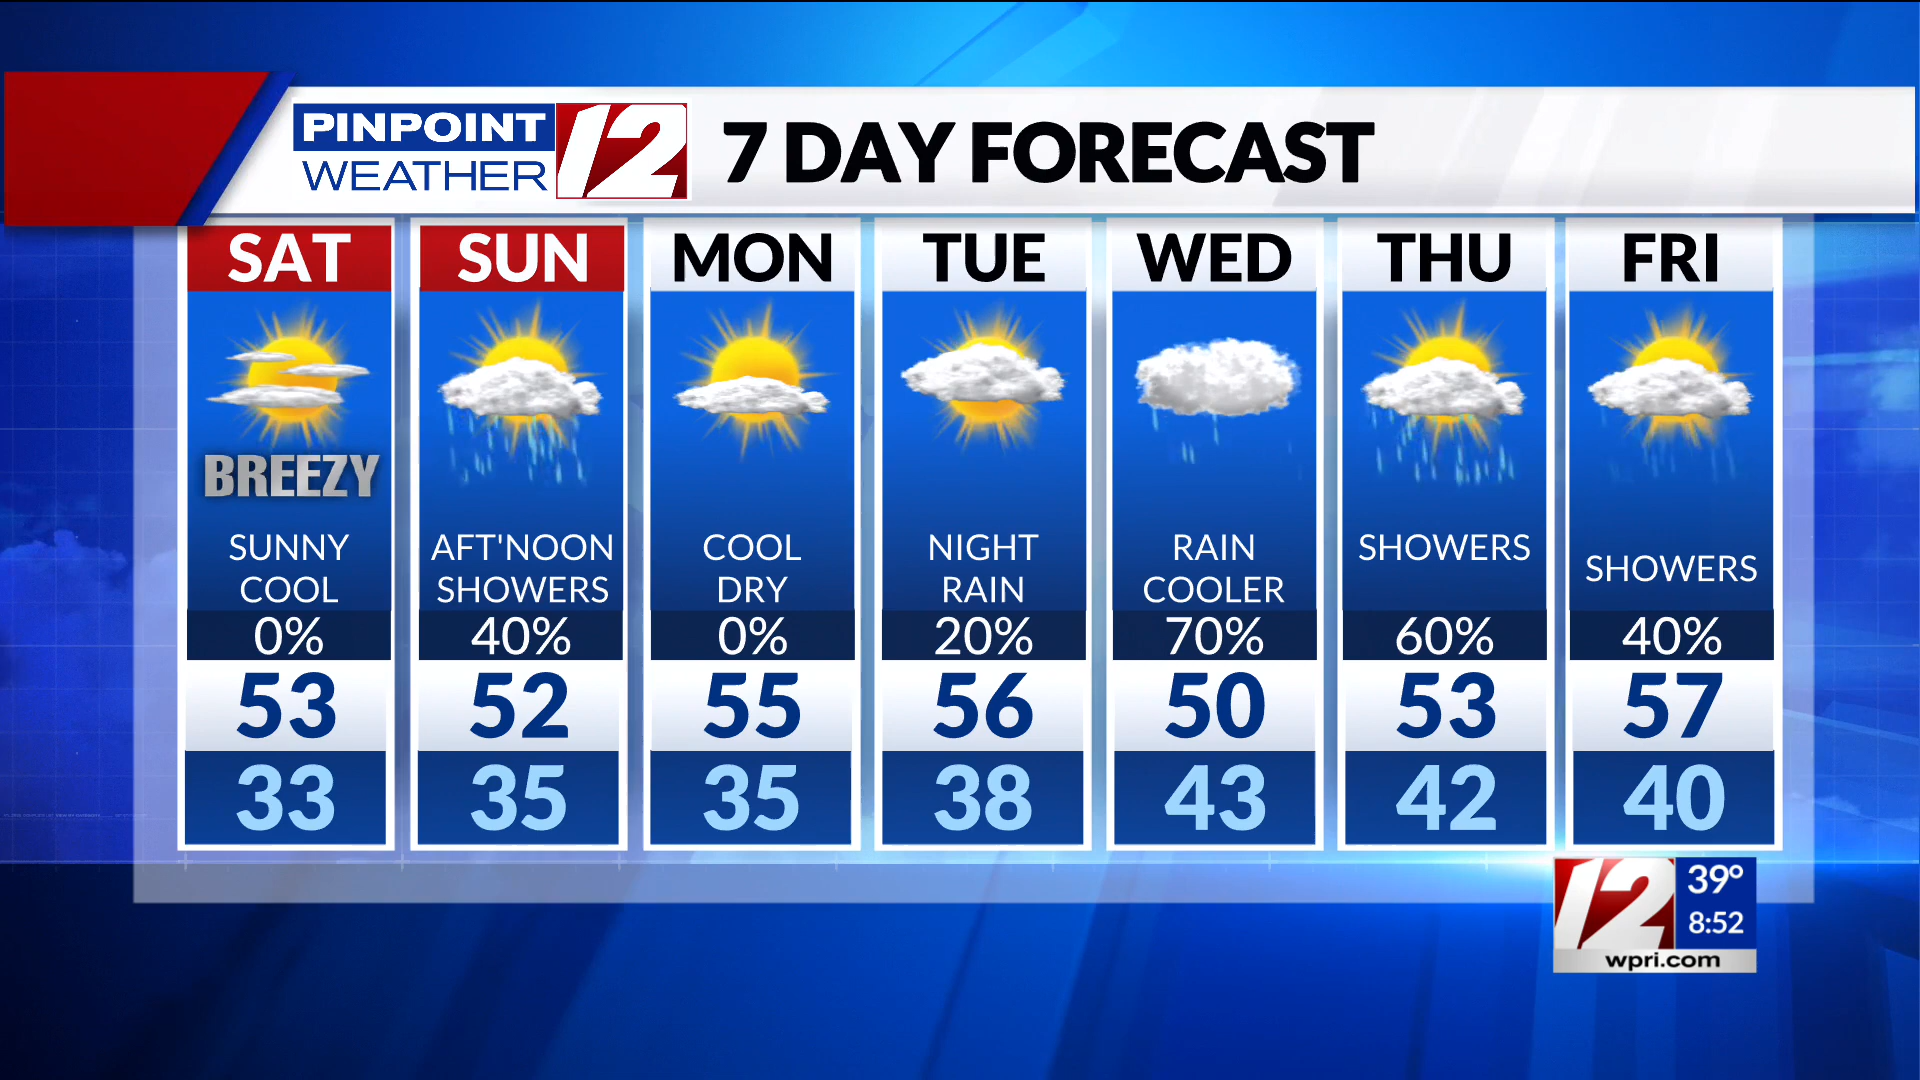 PINPOINT
WEATHER
12
7 DAY FORECAST
SAT
BREEZY
SUNNY
COOL
0%
53
33
SUN
AFT'NOON
SHOWERS
40%
52
35
MON
COOL
DRY
0%
55
35
TUE
NIGHT
RAIN
20%
56
38
WED
RAIN
COOLER
70%
50
43
THU
SHOWERS
60%
53
42
FRI
SHOWERS
40%
57
40
12
39°
8:52
wpri.com